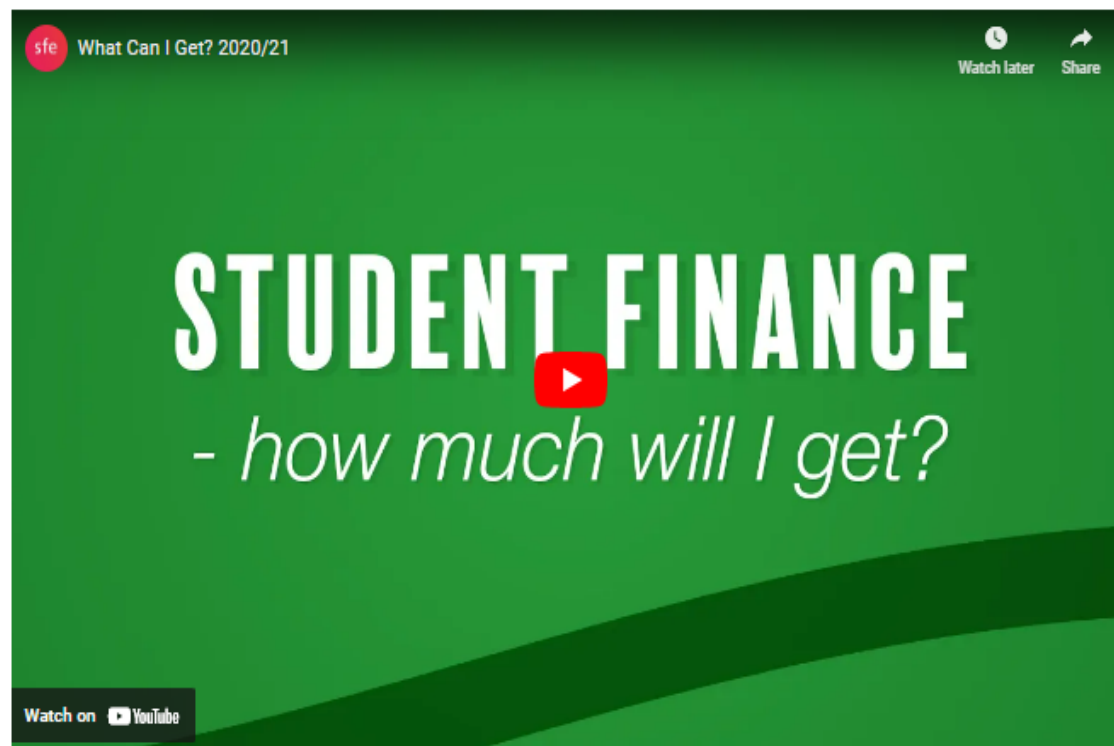 sfe What Can I Get? 2020/21
Watch later Share
STUDENT FINANCE
- how much will I get?
Watch on YouTube